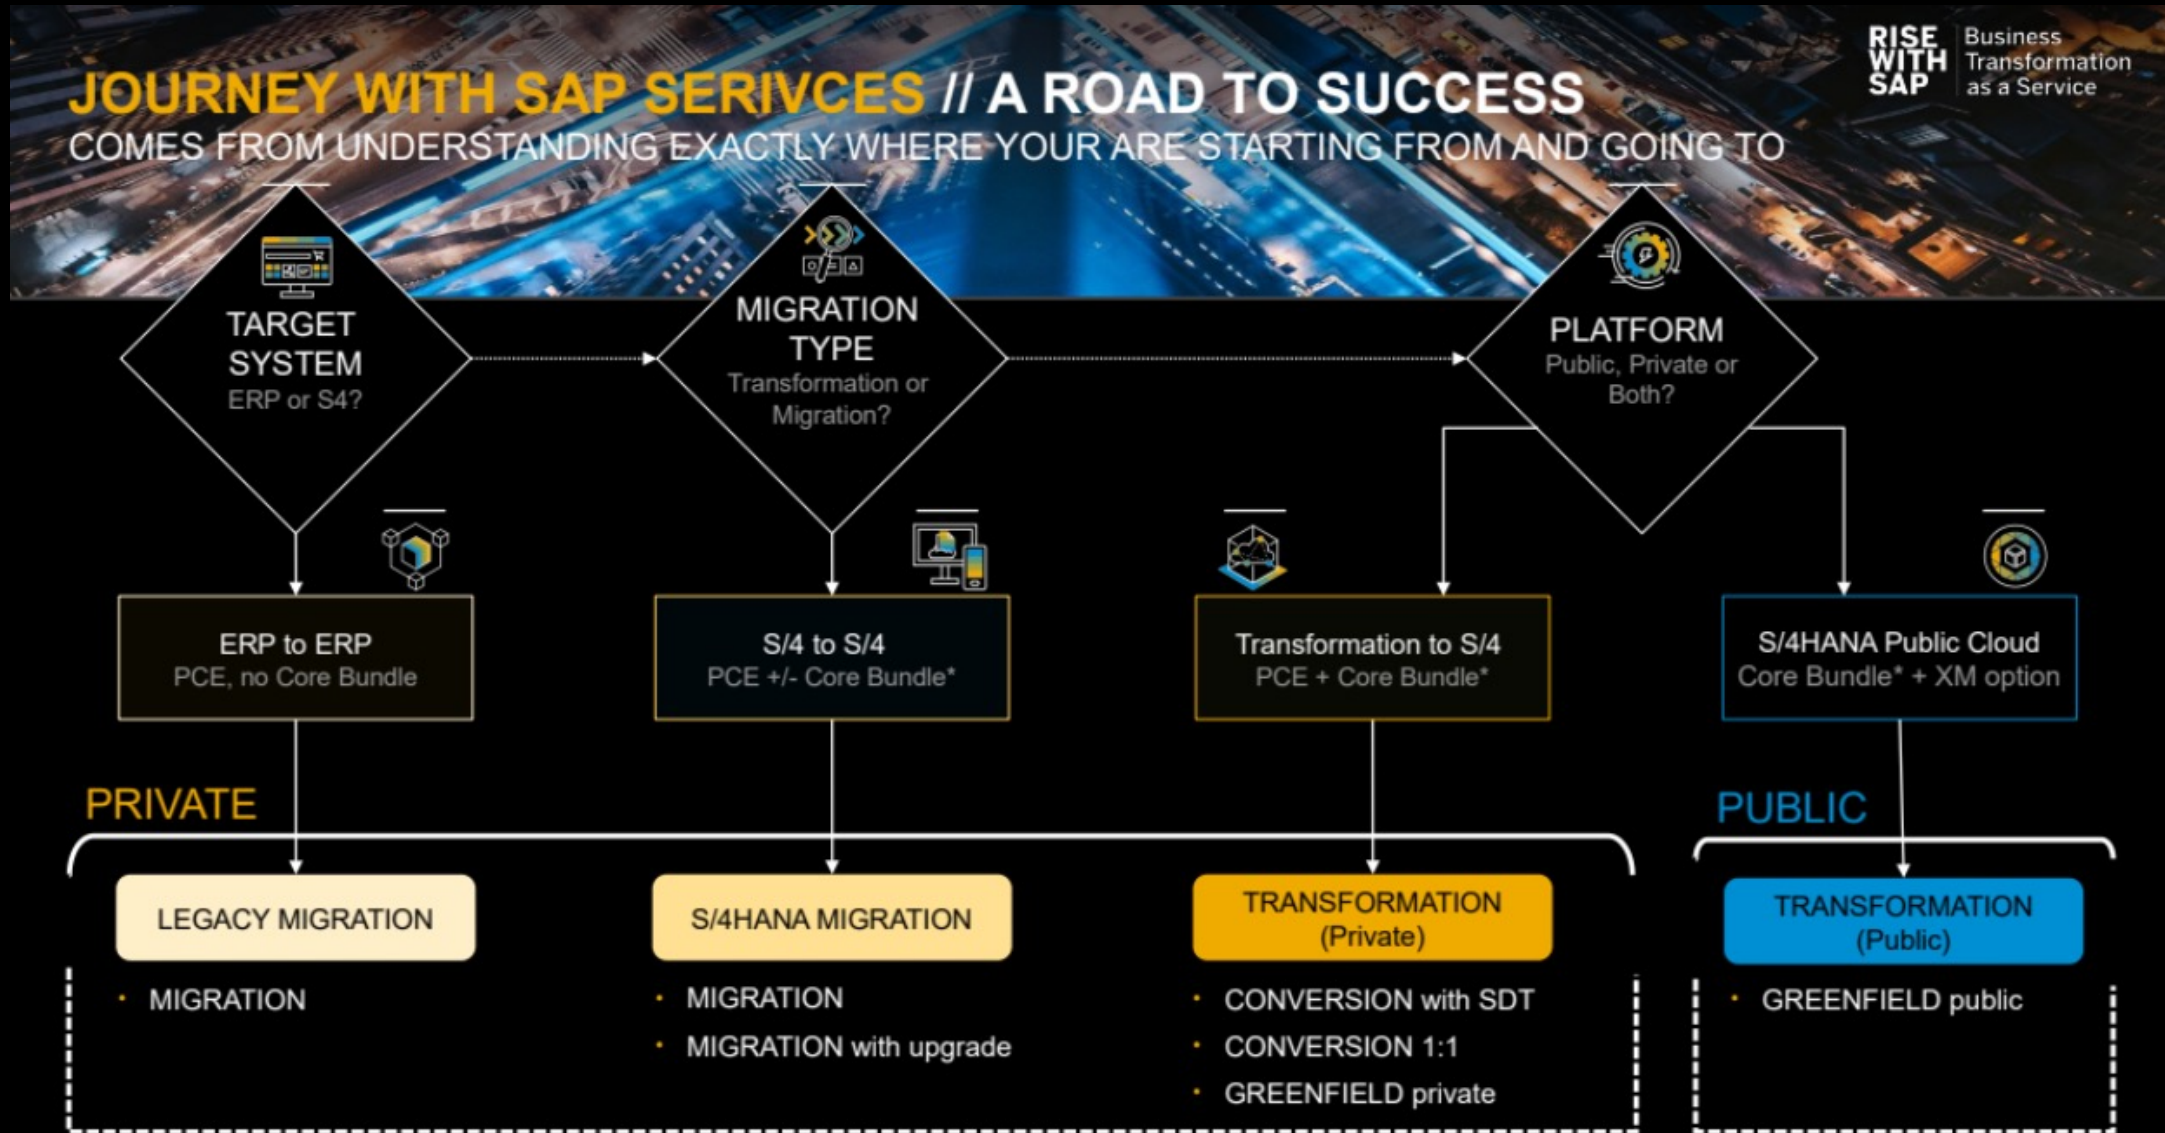 JOURNEY WITH SAP SERIVCES // A ROAD TO SUCCESS
COMES FROM UNDERSTANDING EXACTLY WHERE YOUR ARE STARTING FROM AND GOING TO
RISE
WITH
SAP
Business
Transformation
as a Service
TARGET
SYSTEM
ERP or S4?
MIGRATION
TYPE
Transformation or
Migration?
PLATFORM
Public, Private or
Both?
ERP to ERP
PCE, no Core Bundle
S/4 to S/4
PCE +/- Core Bundle*
Transformation to S/4
PCE + Core Bundle*
S/4HANA Public Cloud
Core Bundle* + XM option
PRIVATE
PUBLIC
LEGACY MIGRATION
• MIGRATION
S/4HANA MIGRATION
• MIGRATION
• MIGRATION with upgrade
TRANSFORMATION
(Private)
• CONVERSION with SDT
• CONVERSION 1:1
• GREENFIELD private
TRANSFORMATION
(Public)
• GREENFIELD public